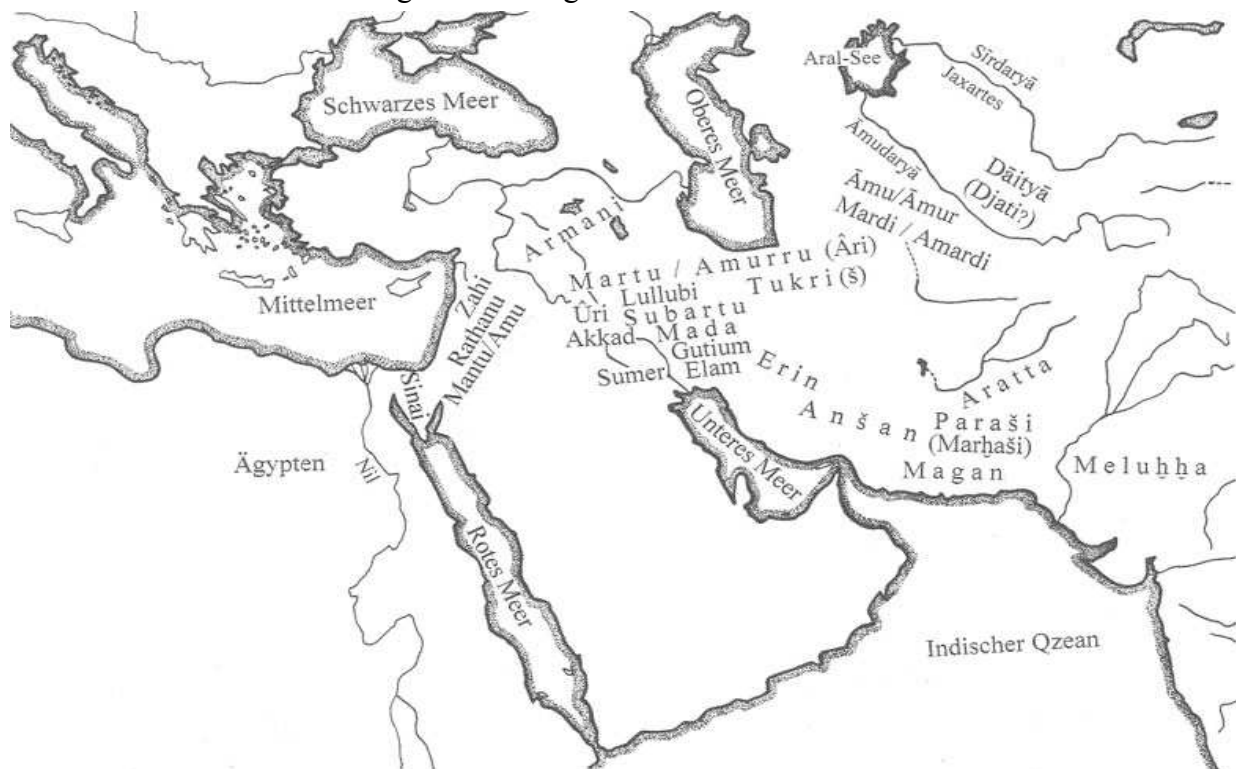 Aral-See
Sîrdaryā
Jaxartes
Schwarzes Meer
Oberes Meer
Āmudaryā
Dāityā
(Djati?)
Āmu/Āmur
Mardi / Amardi
Armani
Martu / Amurru (Âri)
Tukri(š)
Lullubi
Ûri Subartu
Akkad Mada
Gutium
Sumer Elam
Mittelmeer
Zahi
Rathanu
Mantu/Amu
Sinai
Erin
Anšan
Aratta
Paraši
(Marḫaši)
Magan
Meluḫḫa
Unteres Meer
Ägypten
Nil
Rotes Meer
Indischer Qzean